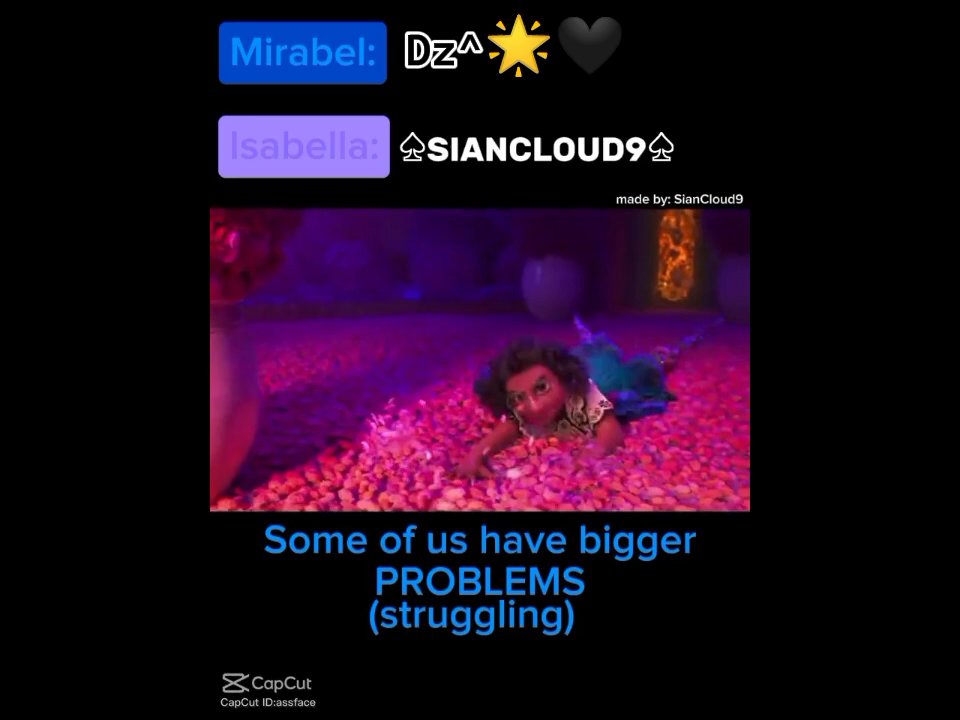 Mirabel: Dz^🌟🖤
Isabella: ♤SIANCLOUD9♤
made by: SianCloud9
Some of us have bigger
PROBLEMS
(struggling)
CapCut
CapCut ID:assface